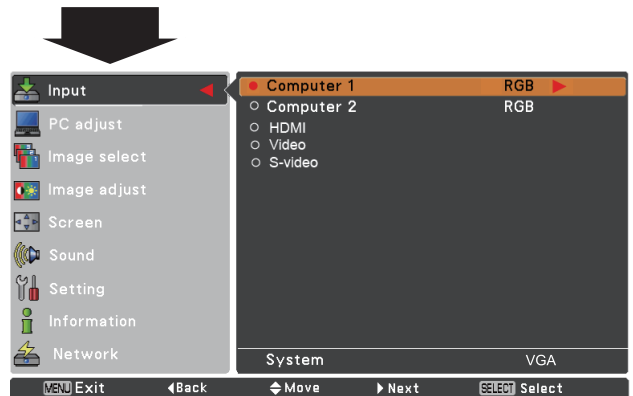 Input
PC adjust
Image select
Image adjust
Screen
Sound
Setting
Information
Network
Computer 1 RGB
Computer 2 RGB
HDMI
Video
S-video
System VGA
MENU Exit Back Move Next SELECT Select